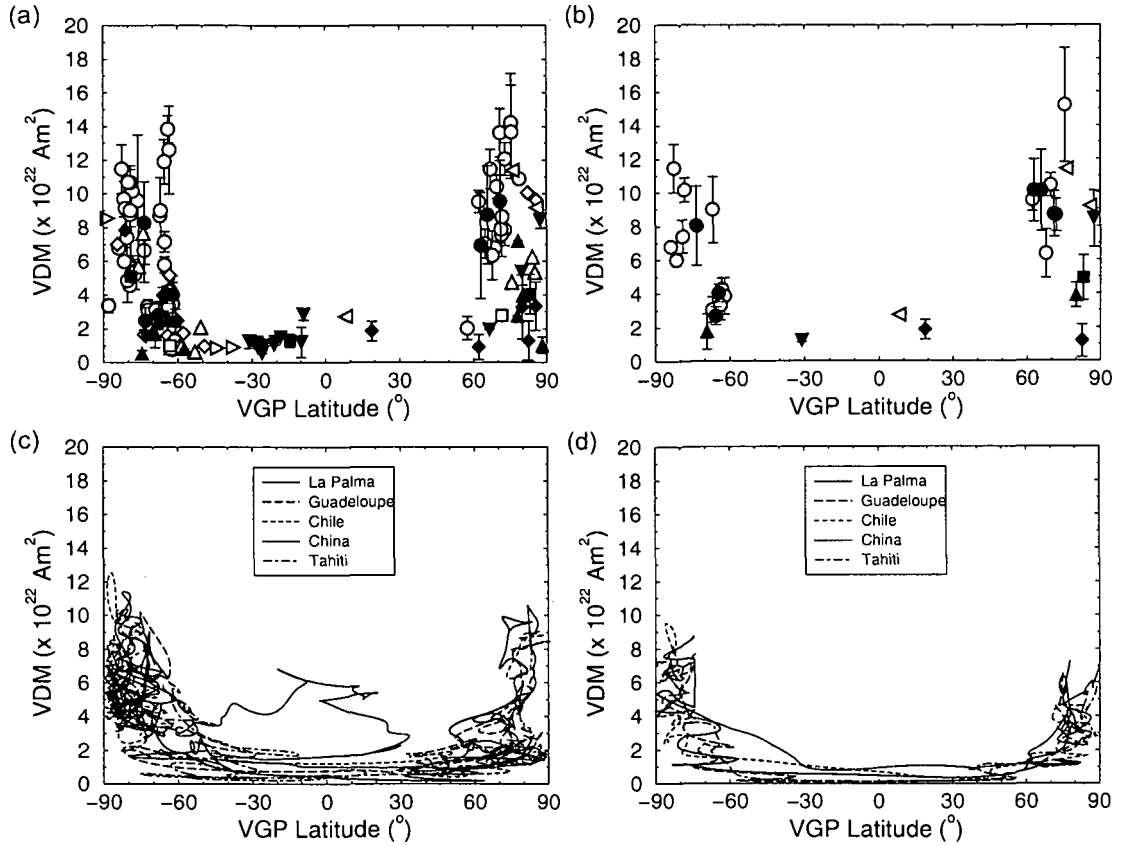 (a)
VDM (x 10²² Am²)
20
18
16
14
12
10
8
6
4
2
0
−90 −60 −30 0 30 60 90
VGP Latitude (°)
(b)
VDM (x 10²² Am²)
20
18
16
14
12
10
8
6
4
2
0
−90 −60 −30 0 30 60 90
VGP Latitude (°)
(c)
VDM (x 10²² Am²)
20
18
16
14
12
10
8
6
4
2
0
La Palma
Guadeloupe
Chile
China
Tahiti
−90 −60 −30 0 30 60 90
VGP Latitude (°)
(d)
VDM (x 10²² Am²)
20
18
16
14
12
10
8
6
4
2
0
La Palma
Guadeloupe
Chile
China
Tahiti
−90 −60 −30 0 30 60 90
VGP Latitude (°)